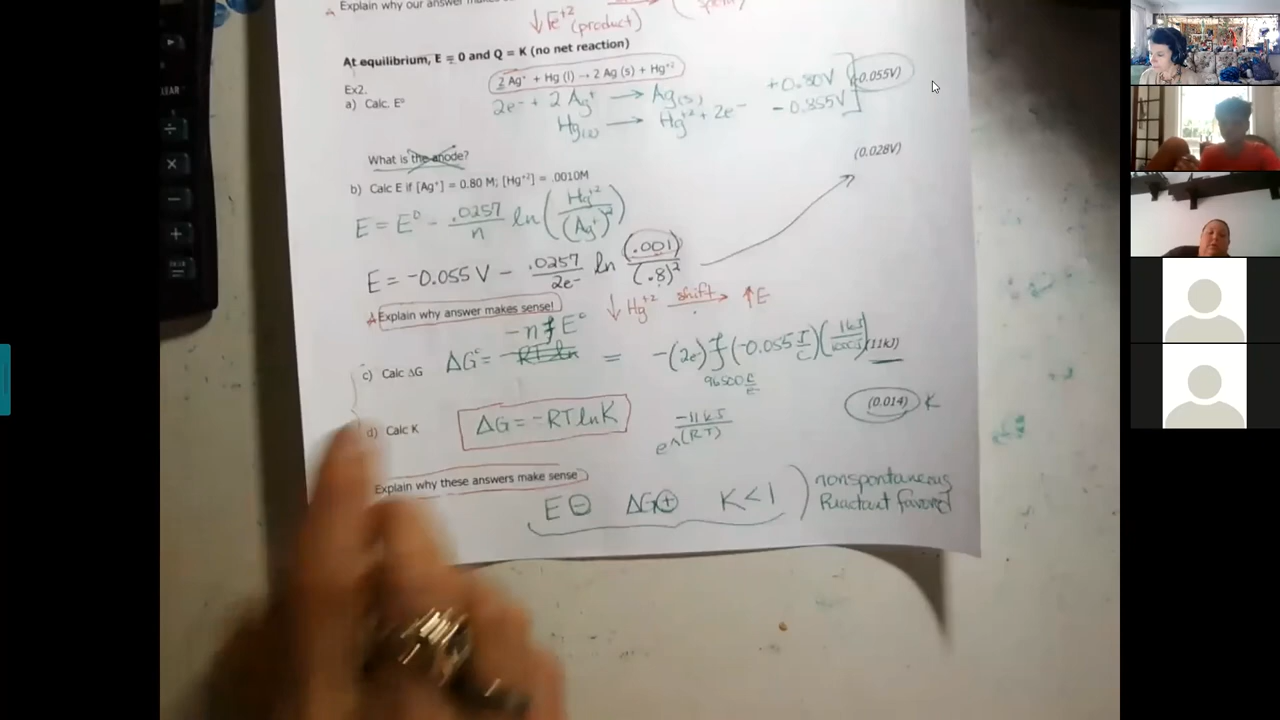 Explain why our answer makes
↓ Fe⁺² (product)
At equilibrium, E = 0 and Q = K (no net reaction)
Ex2.
2 Ag⁺ + Hg (l) → 2 Ag (s) + Hg⁺²
a) Calc. E°
2e⁻ + 2 Ag⁺ → Ag(s) +0.80V (-0.055V)
Hg(l) → Hg⁺² + 2e⁻ -0.855V
What is the anode?
(0.028V)
b) Calc E if [Ag⁺] = 0.80 M; [Hg⁺²] = .0010M
E = E° - .0257/n ln (Hg⁺²/(Ag⁺)²)
E = -0.055 V - .0257/2e⁻ ln (.001)/(.8)²
Explain why answer makes sense!
↓ Hg⁺² shift → ↑E
-nƒE°
c) Calc ΔG ΔG° = -RT ln = -(2e)ƒ(-0.055 J/C)(1kJ/1000J) (11kJ)
96500 C/e⁻
d) Calc K ΔG = -RT ln K
-11kJ
e^(RT)
(0.014) K
Explain why these answers make sense
E ⊖ ΔG ⊕ K < 1
nonspontaneous
Reactant favored
EAR
÷
×
−
+
=